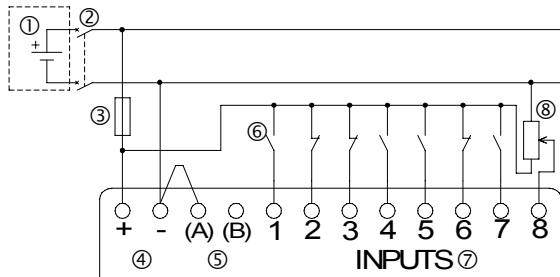 ① ②
+
③ ⑥ ⑧
+ - (A) (B) 1 2 3 4 5 6 7 8
④ ⑤ INPUTS ⑦